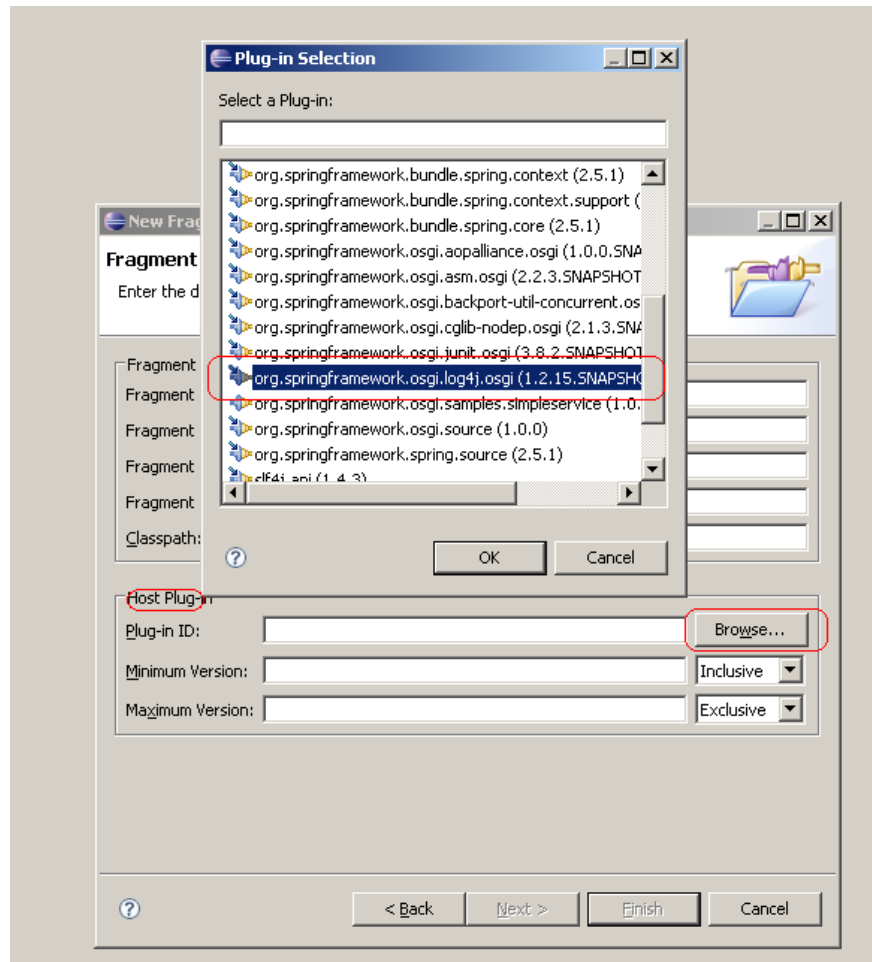 Plug-in Selection
Select a Plug-in:
org.springframework.bundle.spring.context (2.5.1)
org.springframework.bundle.spring.context.support (
org.springframework.bundle.spring.core (2.5.1)
org.springframework.osgi.aopalliance.osgi (1.0.0.SNA
org.springframework.osgi.asm.osgi (2.2.3.SNAPSHOT
org.springframework.osgi.backport-util-concurrent.os
org.springframework.osgi.cglib-nodep.osgi (2.1.3.SNA
org.springframework.osgi.junit.osgi (3.8.2.SNAPSHOT
org.springframework.osgi.log4j.osgi (1.2.15.SNAPSHO
org.springframework.osgi.samples.simpleservice (1.0.
org.springframework.osgi.source (1.0.0)
org.springframework.spring.source (2.5.1)
slf4j.api (1.4.3)
OK
Cancel
New Frag
Fragment
Enter the d
Fragment
Fragment
Fragment
Fragment
Fragment
Classpath:
Host Plug-in
Plug-in ID:
Browse...
Minimum Version:
Inclusive
Maximum Version:
Exclusive
< Back
Next >
Finish
Cancel